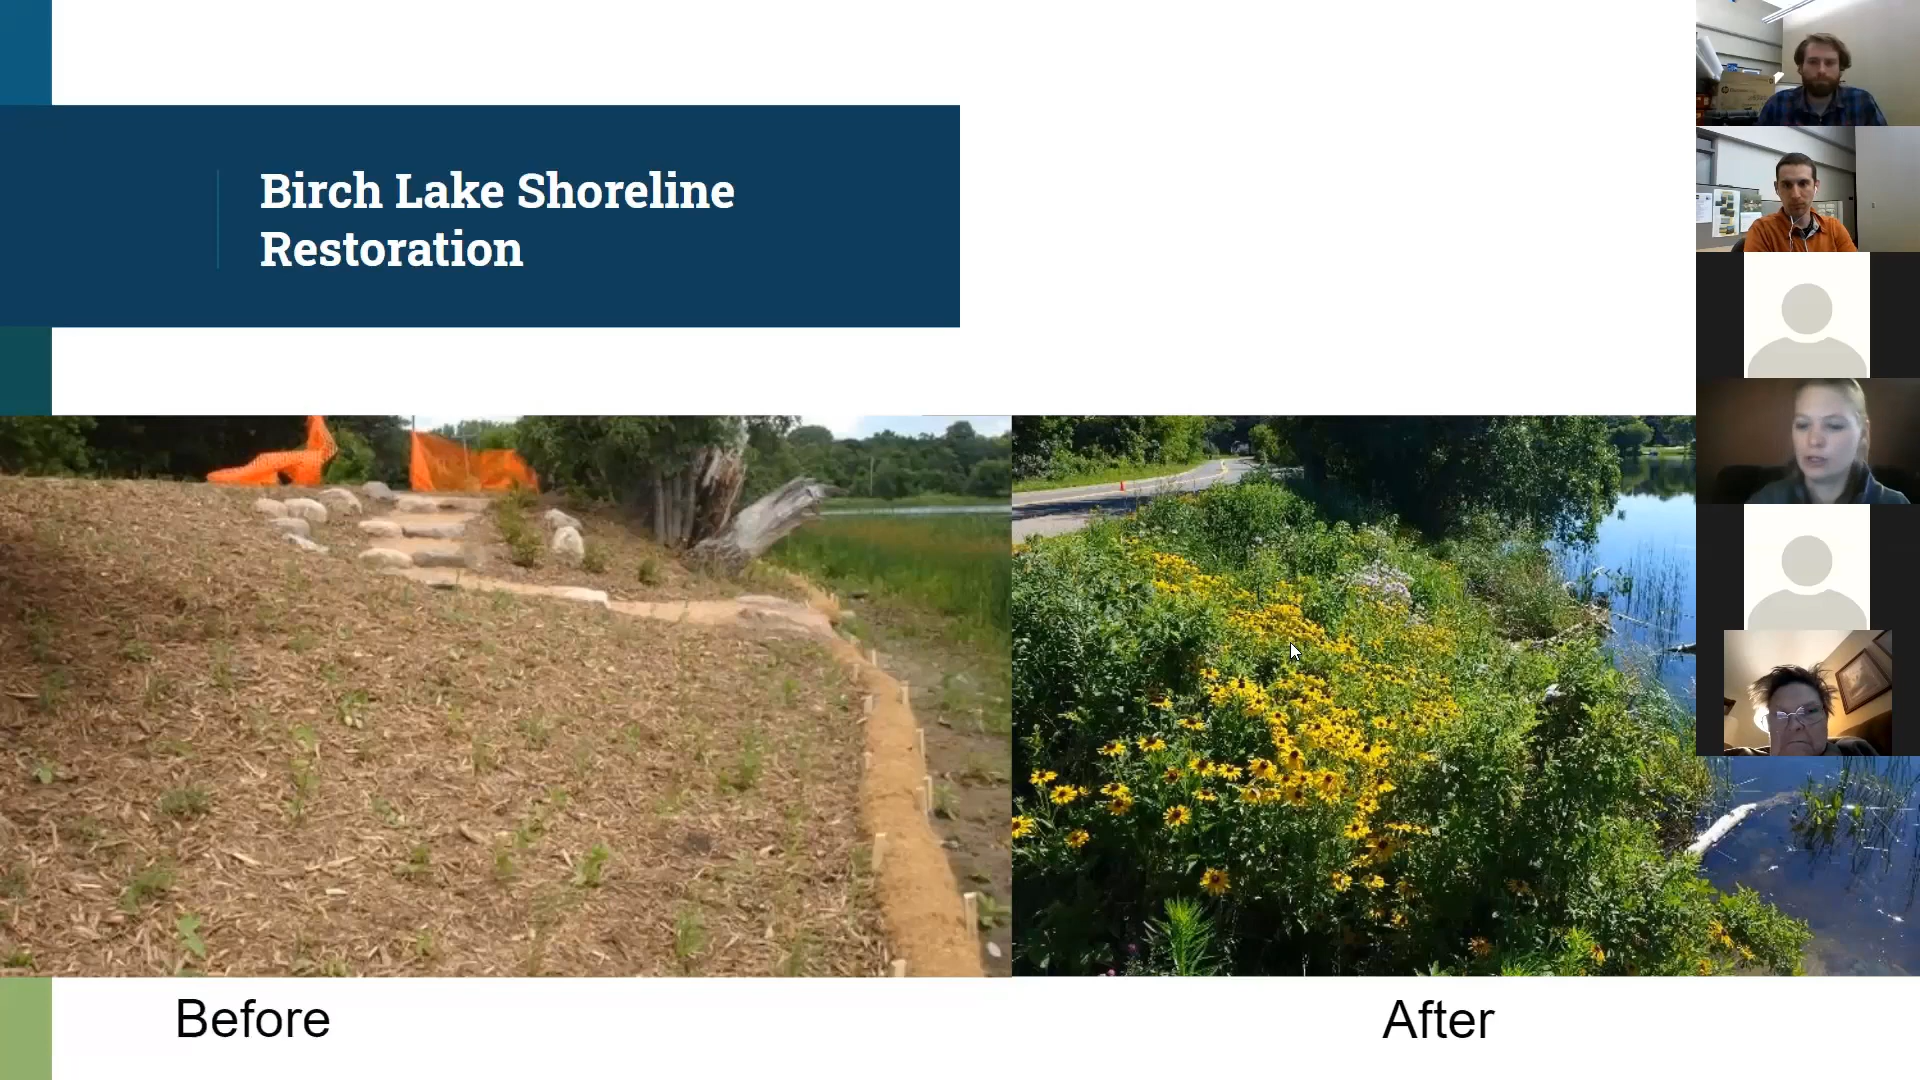 Birch Lake Shoreline
Restoration
Before
After